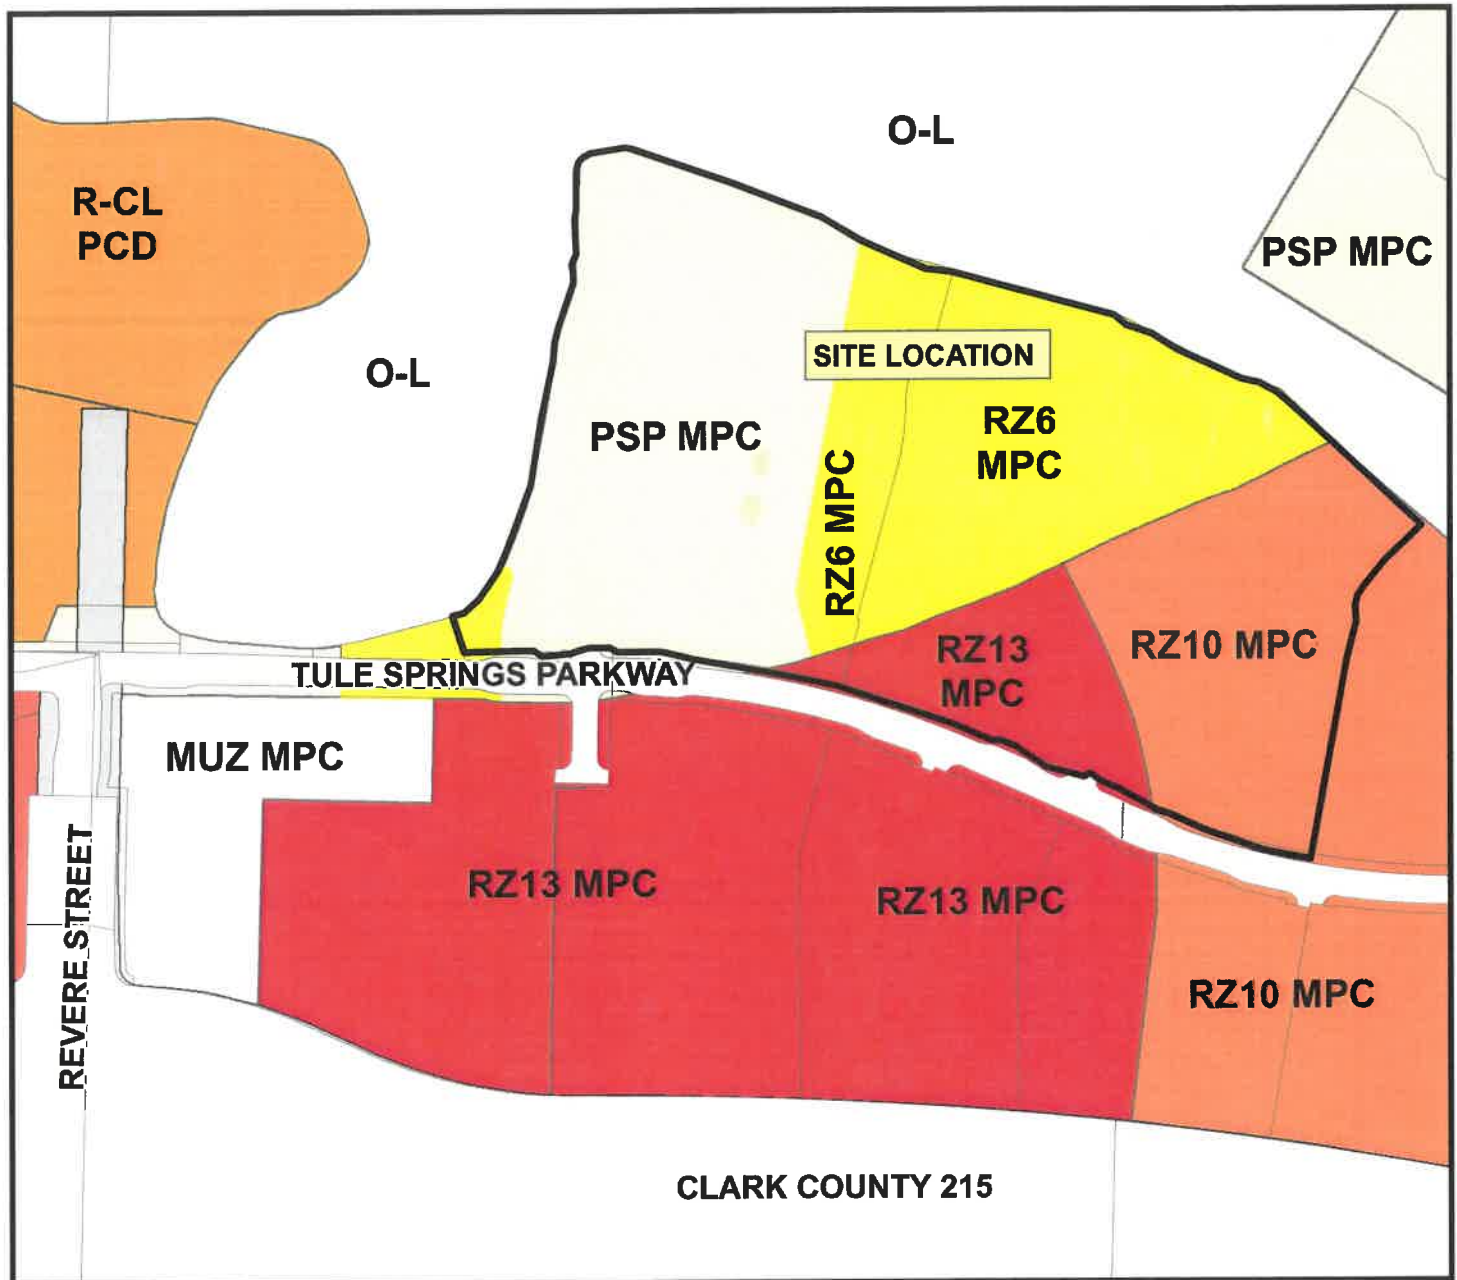 O-L
R-CL
PCD
PSP MPC
SITE LOCATION
O-L
PSP MPC
RZ6
MPC
RZ6 MPC
RZ13
MPC
RZ10 MPC
TULE SPRINGS PARKWAY
MUZ MPC
RZ13 MPC
RZ13 MPC
REVERE STREET
RZ10 MPC
CLARK COUNTY 215